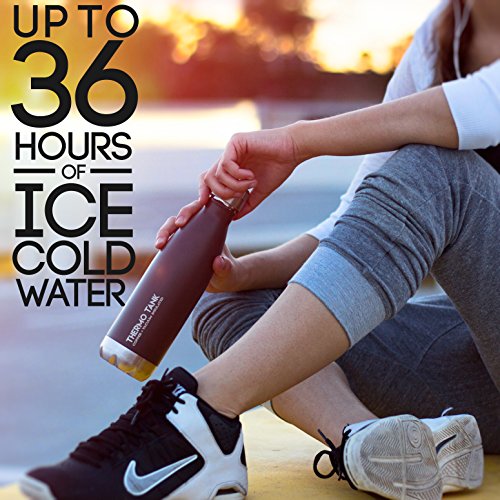 UP TO
36
HOURS
OF
ICE
COLD
WATER
THERMO TANK